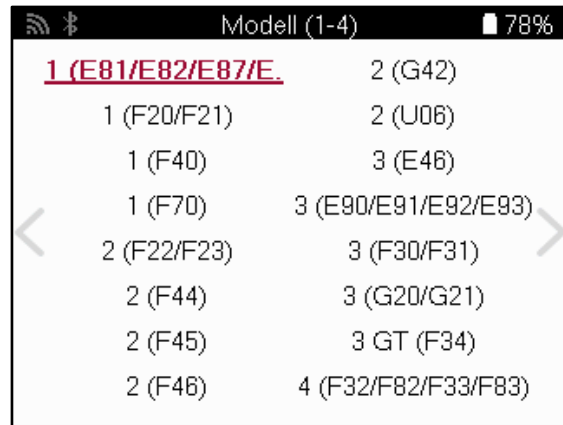 Modell (1-4) 78%
1 (E81/E82/E87/E.
1 (F20/F21)
1 (F40)
1 (F70)
2 (F22/F23)
2 (F44)
2 (F45)
2 (F46)
2 (G42)
2 (U06)
3 (E46)
3 (E90/E91/E92/E93)
3 (F30/F31)
3 (G20/G21)
3 GT (F34)
4 (F32/F82/F33/F83)